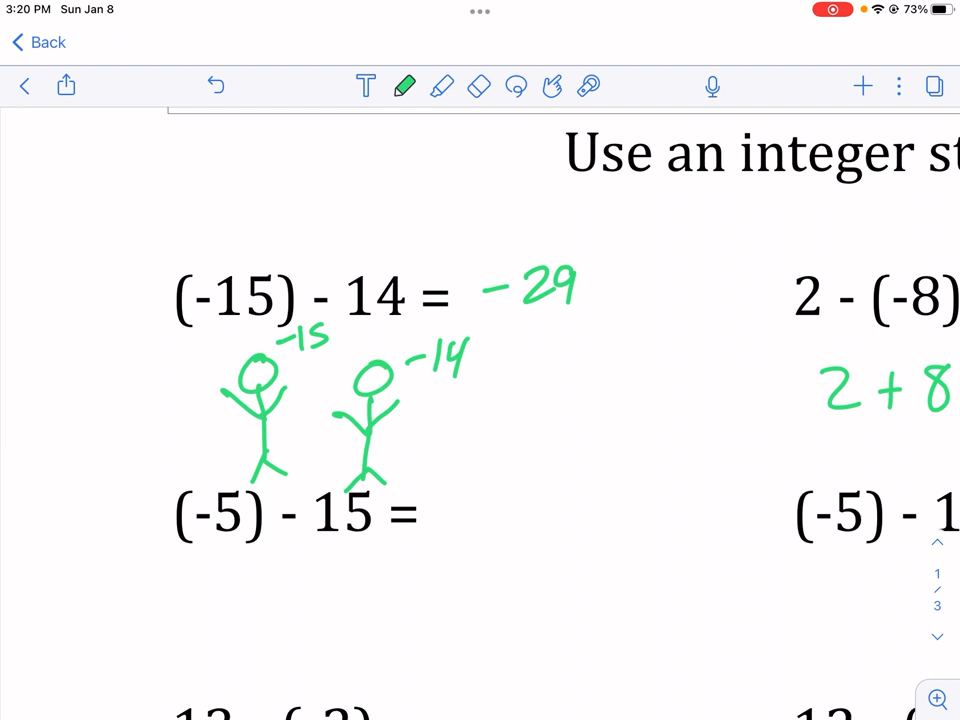 3:20 PM Sun Jan 8
73%
Back
T
Use an integer
(-15) - 14 = -29
2 - (-8)
-15
-14
2 + 8
(-5) - 15 =
(-5) - 1
1
/
3